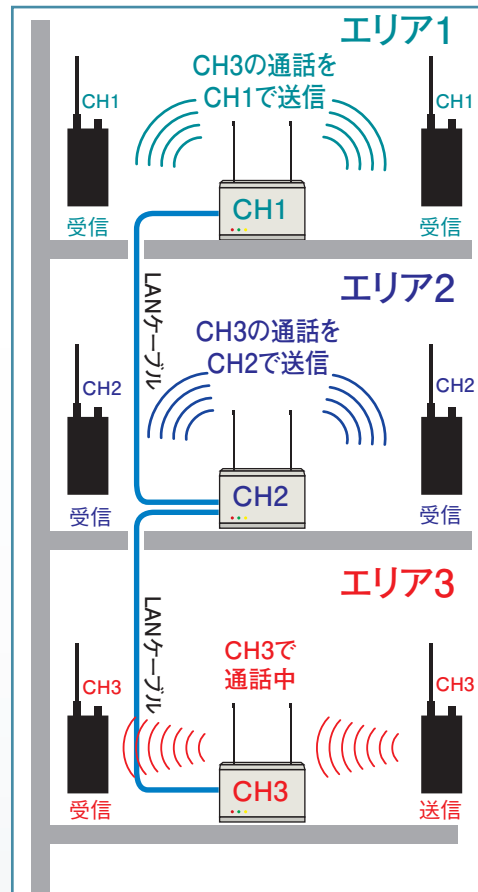 エリア1
CH3の通話を
CH1で送信
CH1
CH1
CH1
受信
受信
LANケーブル
エリア2
CH3の通話を
CH2で送信
CH2
CH2
CH2
受信
受信
LANケーブル
エリア3
CH3で
通話中
CH3
CH3
CH3
受信
送信